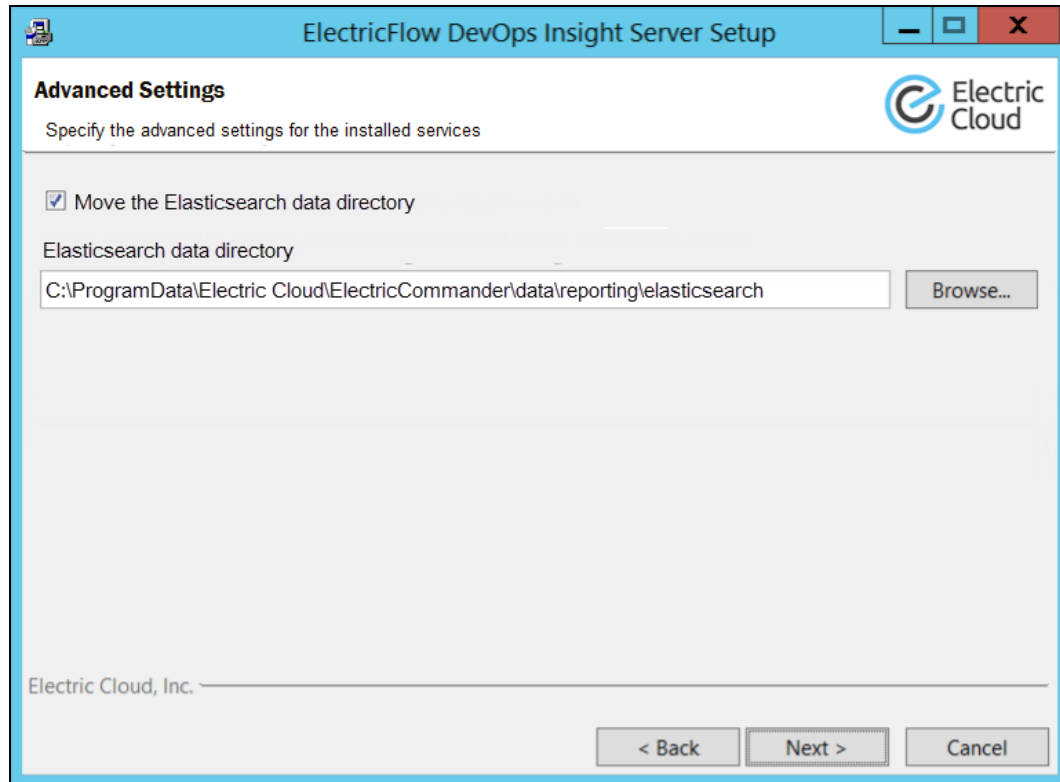 ElectricFlow DevOps Insight Server Setup
Advanced Settings
Specify the advanced settings for the installed services
Electric
Cloud
Move the Elasticsearch data directory
Elasticsearch data directory
C:\ProgramData\Electric Cloud\ElectricCommander\data\reporting\elasticsearch
Browse...
Electric Cloud, Inc.
< Back
Next >
Cancel